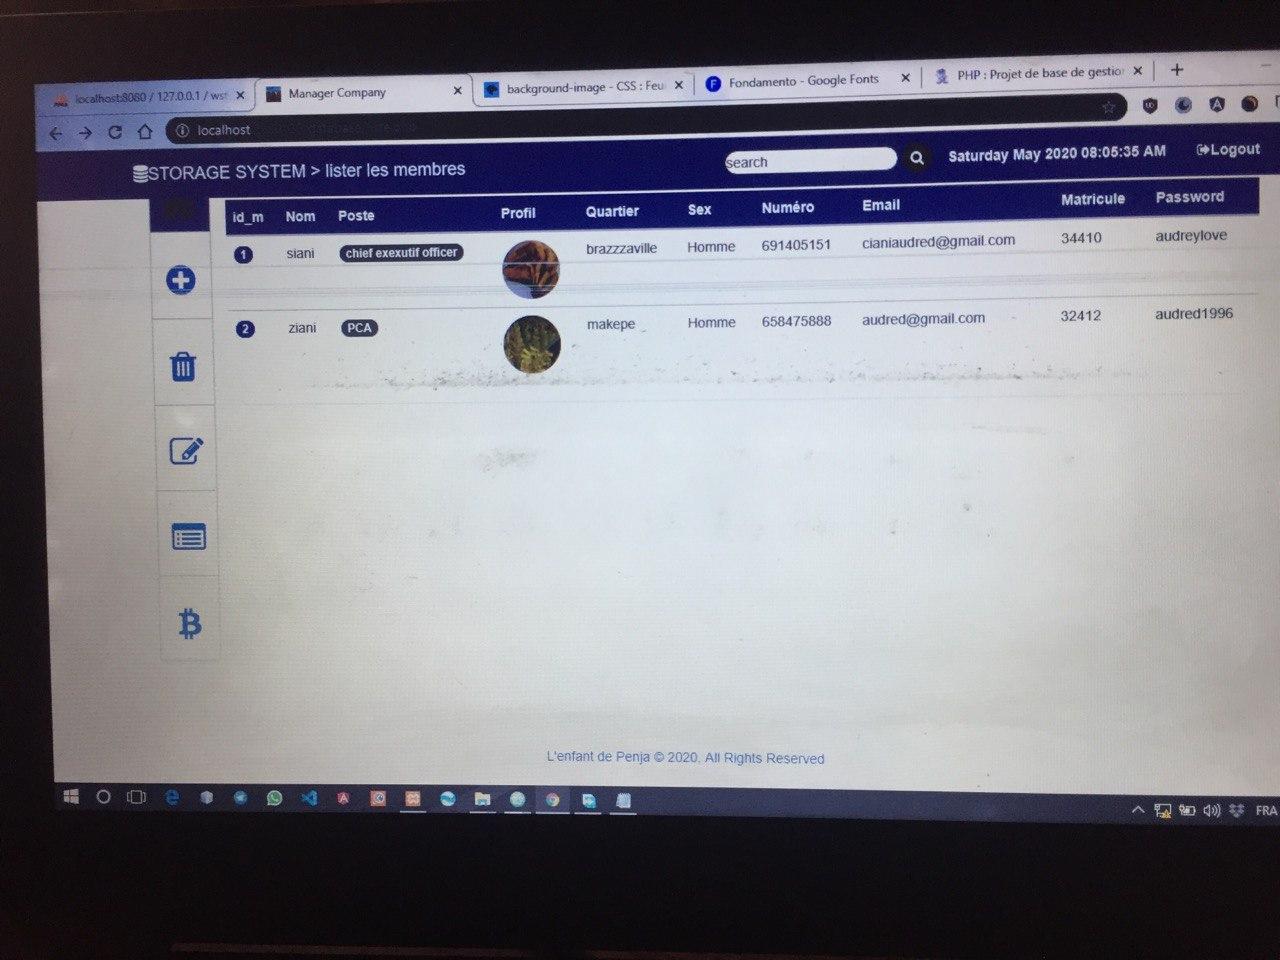 localhost:8080 / 127.0.0.1 / wst
Manager Company
background-image - CSS : Feu
Fondamento - Google Fonts
PHP : Projet de base de gestion
localhost
STORAGE SYSTEM > lister les membres
search
Saturday May 2020 08:05:35 AM
Logout
id_m Nom Poste Profil Quartier Sex Numéro Email Matricule Password
1 siani chief exexutif officer brazzzaville Homme 691405151 cianiaudred@gmail.com 34410 audreylove
2 ziani PCA makepe Homme 658475888 audred@gmail.com 32412 audred1996
L'enfant de Penja © 2020. All Rights Reserved
FRA